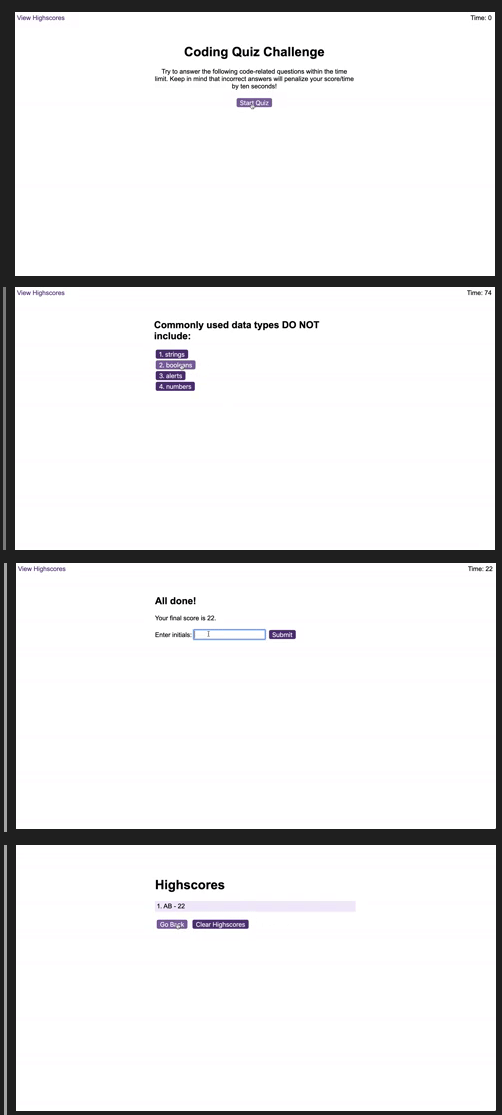 View Highscores
Time: 0
Coding Quiz Challenge
Try to answer the following code-related questions within the time
limit. Keep in mind that incorrect answers will penalize your score/time
by ten seconds!
Start Quiz
View Highscores
Time: 74
Commonly used data types DO NOT
include:
1. strings
2. booleans
3. alerts
4. numbers
View Highscores
Time: 22
All done!
Your final score is 22.
Enter initials:
Submit
Highscores
1. AB - 22
Go Back
Clear Highscores